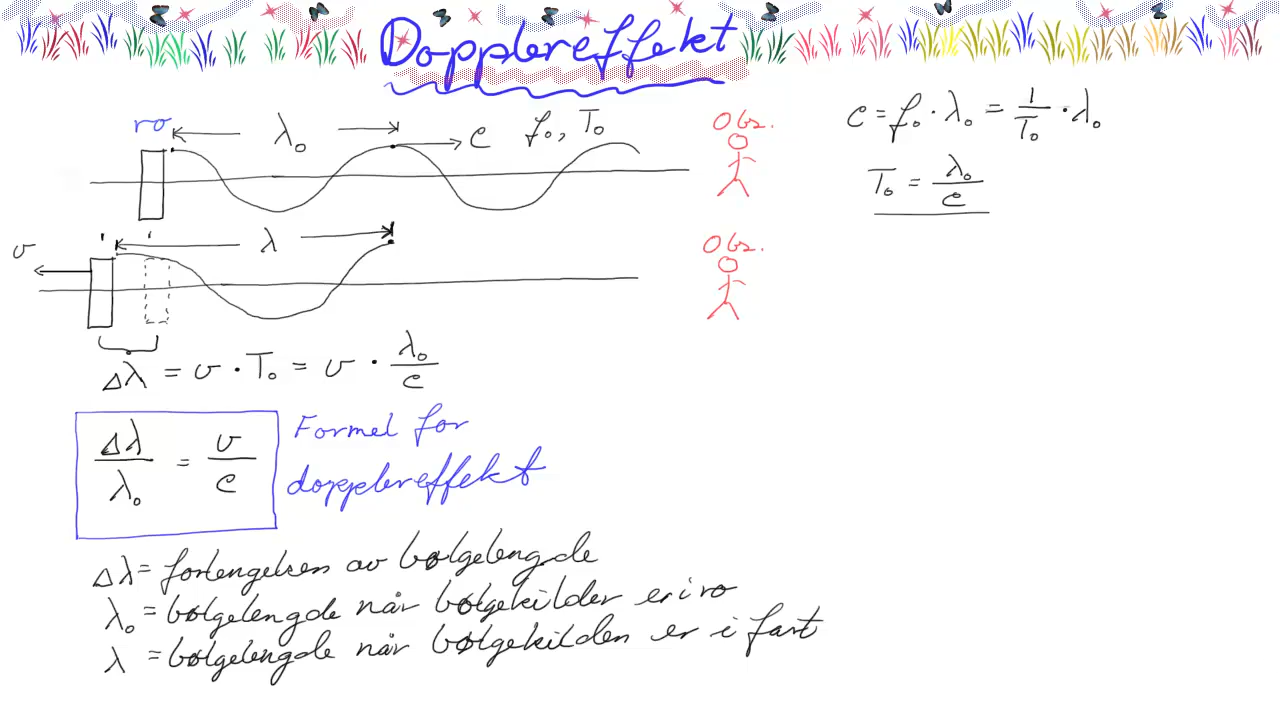 Dopplereffekt
ro λ₀ c f₀, T₀ Obs.
c = f₀ · λ₀ = 1/T₀ · λ₀
T₀ = λ₀/c
v λ Obs.
Δλ = v · T₀ = v · λ₀/c
Δλ/λ₀ = v/c
Formel for
dopplereffekt
Δλ = forlengelsen av bølgelengde
λ₀ = bølgelengde når bølgekilder er i ro
λ = bølgelengde når bølgekilden er i fart